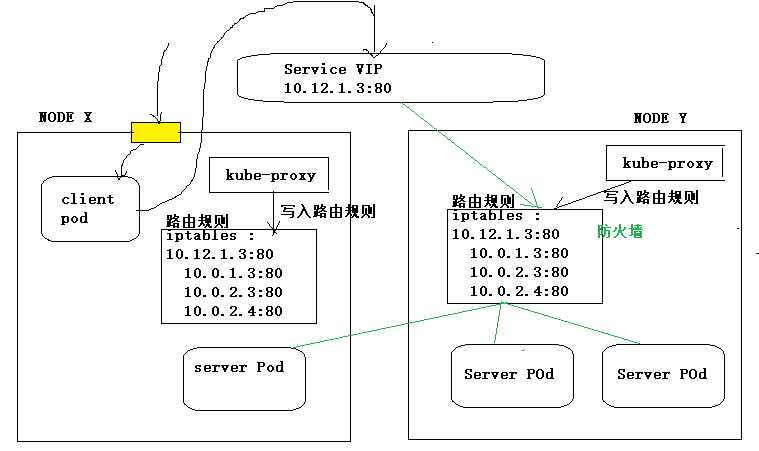 Service VIP
10.12.1.3:80
NODE X
NODE Y
kube-proxy
client
pod
写入路由规则
路由规则
iptables :
10.12.1.3:80
10.0.1.3:80
10.0.2.3:80
10.0.2.4:80
server Pod
kube-proxy
写入路由规则
路由规则
iptables :
10.12.1.3:80
10.0.1.3:80
10.0.2.3:80
10.0.2.4:80
防火墙
Server POd
Server POd